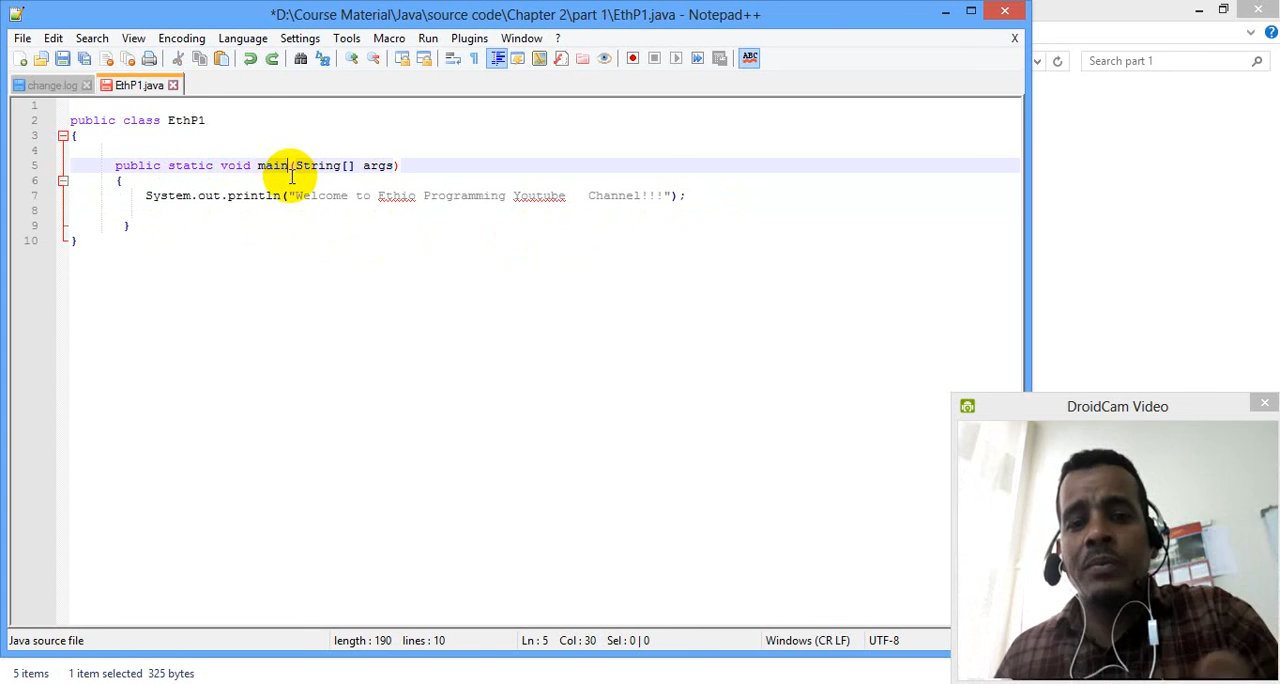 *D:\Course Material\Java\source code\Chapter 2\part 1\EthP1.java - Notepad++
File Edit Search View Encoding Language Settings Tools Macro Run Plugins Window ? X
Search part 1
change.log EthP1.java
1
2 public class EthP1
3 {
4
5 public static void main(String[] args)
6 {
7 System.out.println("Welcome to Ethio Programming Youtube Channel!!!");
8
9 }
10 }
DroidCam Video
Java source file length : 190 lines : 10 Ln : 5 Col : 30 Sel : 0 | 0 Windows (CR LF) UTF-8
5 items 1 item selected 325 bytes